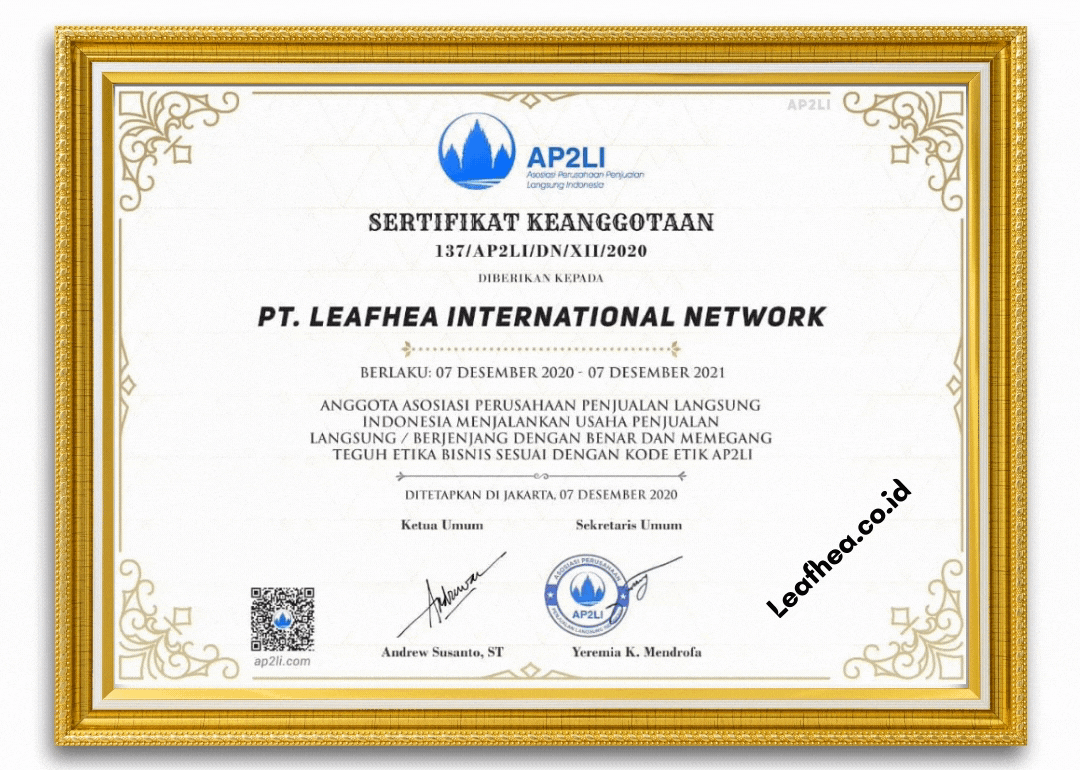 AP2LI
AP2LI
Asosiasi Perusahaan Penjualan
Langsung Indonesia
SERTIFIKAT KEANGGOTAAN
137/AP2LI/DN/XII/2020
DIBERIKAN KEPADA
PT. LEAFHEA INTERNATIONAL NETWORK
BERLAKU: 07 DESEMBER 2020 - 07 DESEMBER 2021
ANGGOTA ASOSIASI PERUSAHAAN PENJUALAN LANGSUNG
INDONESIA MENJALANKAN USAHA PENJUALAN
LANGSUNG / BERJENJANG DENGAN BENAR DAN MEMEGANG
TEGUH ETIKA BISNIS SESUAI DENGAN KODE ETIK AP2LI
DITETAPKAN DI JAKARTA, 07 DESEMBER 2020
Ketua Umum
Sekretaris Umum
Leafhea.co.id
ASOSIASI PERUSAHAAN
AP2LI
PENJUALAN LANGSUNG
ap2li.com
Andrew Susanto, ST
Yeremia K. Mendrofa